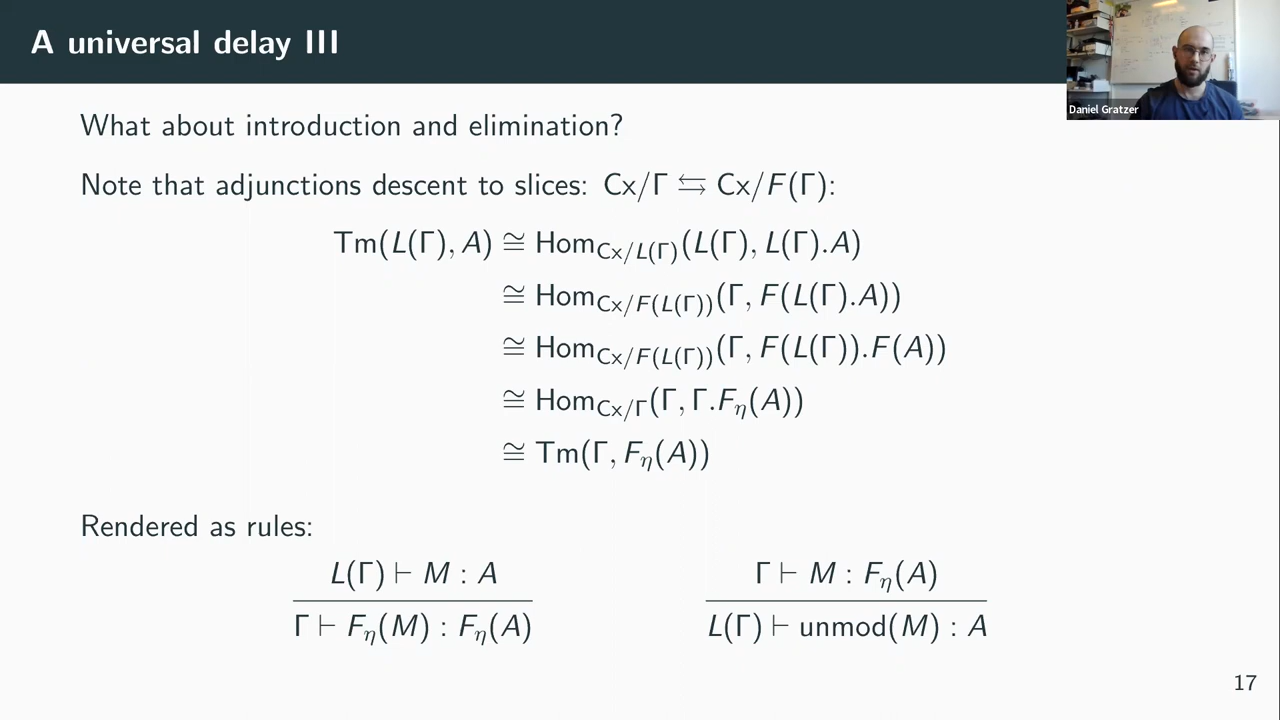 A universal delay III
Daniel Gratzer
What about introduction and elimination?
Note that adjunctions descent to slices: Cx/Γ ⇆ Cx/F(Γ):
Tm(L(Γ), A) ≅ Hom_{Cx/L(Γ)}(L(Γ), L(Γ).A)
≅ Hom_{Cx/F(L(Γ))}(Γ, F(L(Γ).A))
≅ Hom_{Cx/F(L(Γ))}(Γ, F(L(Γ)).F(A))
≅ Hom_{Cx/Γ}(Γ, Γ.F_η(A))
≅ Tm(Γ, F_η(A))
Rendered as rules:
L(Γ) ⊢ M : A
Γ ⊢ F_η(M) : F_η(A)
Γ ⊢ M : F_η(A)
L(Γ) ⊢ unmod(M) : A
17